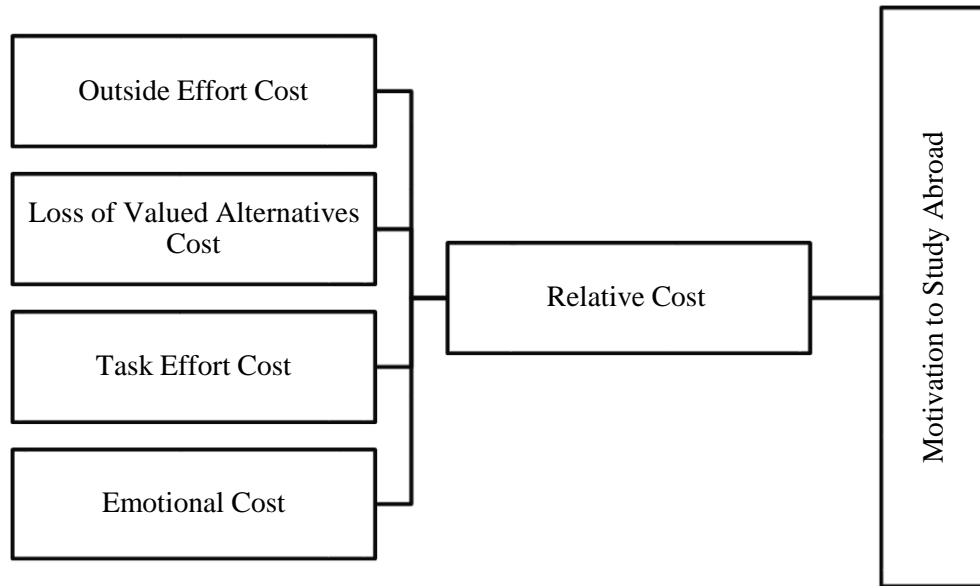 Outside Effort Cost
Loss of Valued Alternatives
Cost
Task Effort Cost
Emotional Cost
Relative Cost
Motivation to Study Abroad